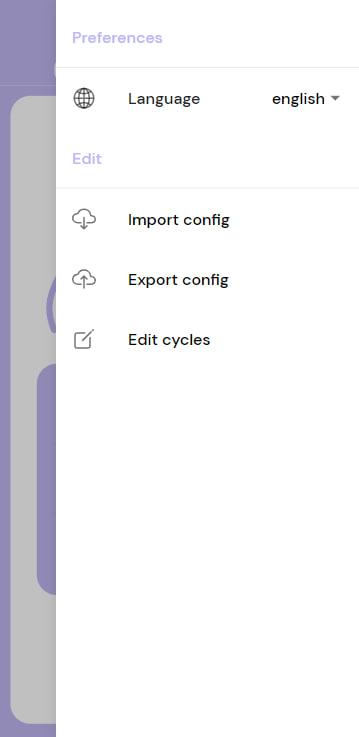 Preferences
Language english
Edit
Import config
Export config
Edit cycles